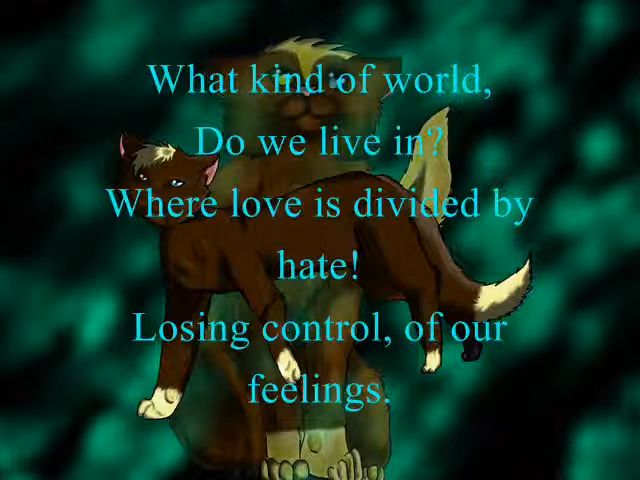 What kind of world,
Do we live in?
Where love is divided by
hate!
Losing control, of our
feelings.